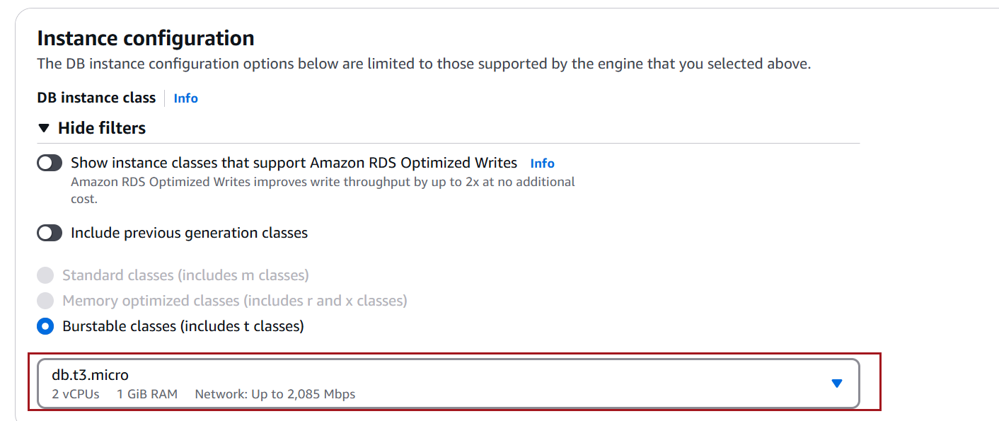 Instance configuration
The DB instance configuration options below are limited to those supported by the engine that you selected above.
DB instance class Info
Hide filters
Show instance classes that support Amazon RDS Optimized Writes Info
Amazon RDS Optimized Writes improves write throughput by up to 2x at no additional
cost.
Include previous generation classes
Standard classes (includes m classes)
Memory optimized classes (includes r and x classes)
Burstable classes (includes t classes)
db.t3.micro
2 vCPUs 1 GiB RAM Network: Up to 2,085 Mbps